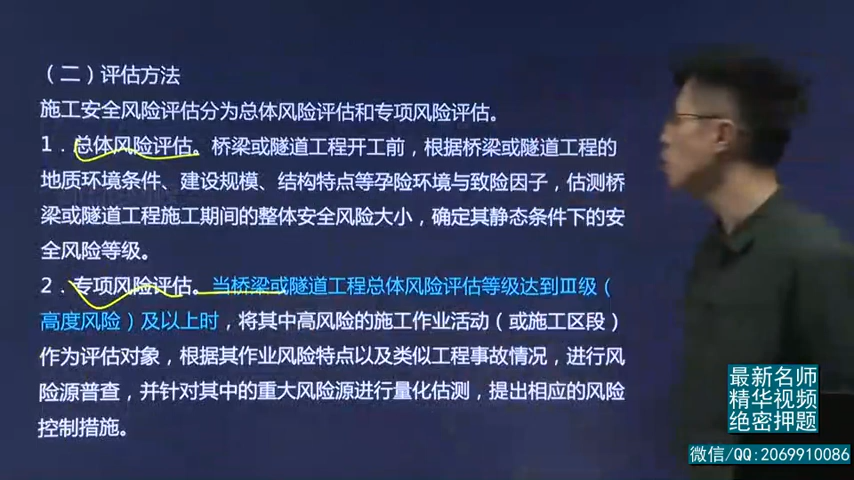 （二）评估方法
施工安全风险评估分为总体风险评估和专项风险评估。
1．总体风险评估。桥梁或隧道工程开工前，根据桥梁或隧道工程的
地质环境条件、建设规模、结构特点等孕险环境与致险因子，估测桥
梁或隧道工程施工期间的整体安全风险大小，确定其静态条件下的安
全风险等级。
2．专项风险评估。当桥梁或隧道工程总体风险评估等级达到Ⅲ级（
高度风险）及以上时，将其中高风险的施工作业活动（或施工区段）
作为评估对象，根据其作业风险特点以及类似工程事故情况，进行风
险源普查，并针对其中的重大风险源进行量化估测，提出相应的风险
控制措施。
最新名师
精华视频
绝密押题
微信/QQ:2069910086